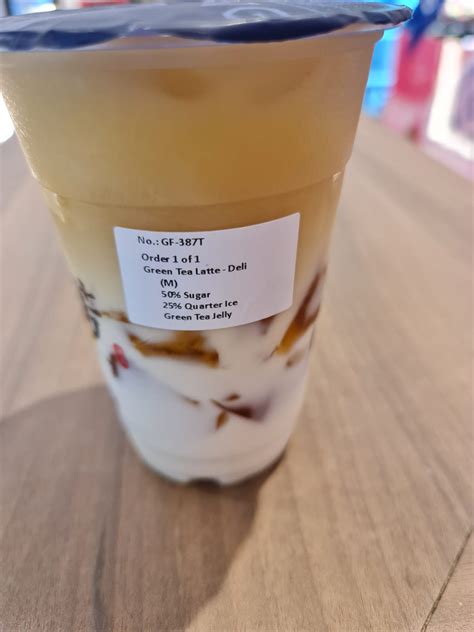 No.: GF-387T
Order 1 of 1
Green Tea Latte - Deli
(M)
50% Sugar
25% Quarter Ice
Green Tea Jelly